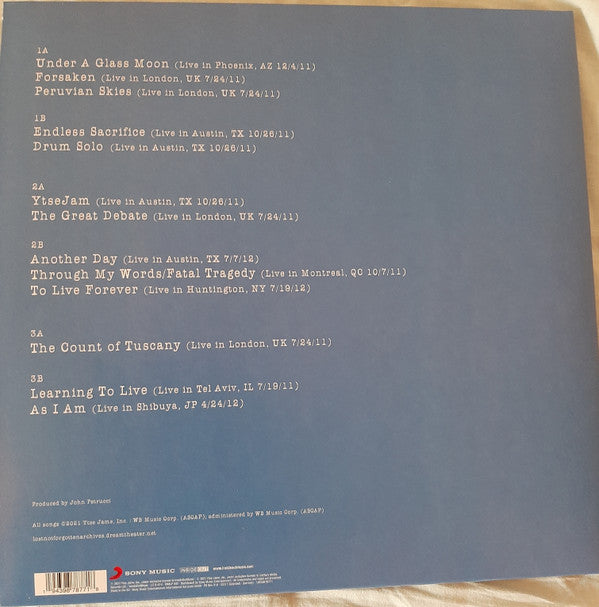 1A
Under A Glass Moon (Live in Phoenix, AZ 12/4/11)
Forsaken (Live in London, UK 7/24/11)
Peruvian Skies (Live in London, UK 7/24/11)
1B
Endless Sacrifice (Live in Austin, TX 10/26/11)
Drum Solo (Live in Austin, TX 10/26/11)
2A
YtseJam (Live in Austin, TX 10/26/11)
The Great Debate (Live in London, UK 7/24/11)
2B
Another Day (Live in Austin, TX 7/7/12)
Through My Words/Fatal Tragedy (Live in Montreal, QC 10/7/11)
To Live Forever (Live in Huntington, NY 7/19/12)
3A
The Count of Tuscany (Live in London, UK 7/24/11)
3B
Learning To Live (Live in Tel Aviv, IL 7/19/11)
As I Am (Live in Shibuya, JP 4/24/12)
Produced by John Petrucci
All songs ©2021 Ytse Jams, Inc. | WB Music Corp. (ASCAP); administered by WB Music Corp. (ASCAP)
lostnotforgottenarchives.dreamtheater.net
SONY MUSIC INSIDEOUT www.insideoutmusic.com